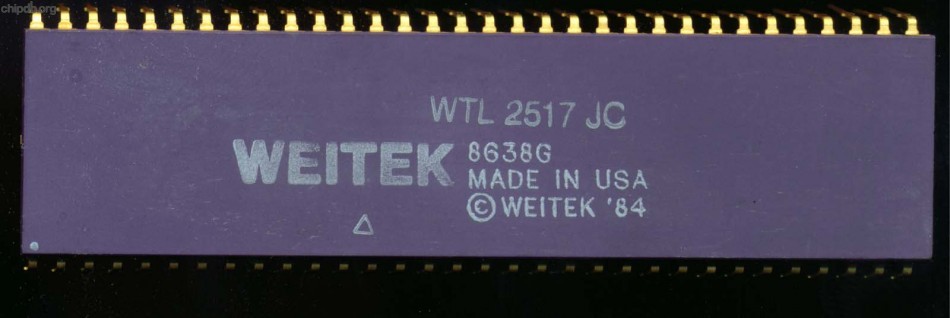 chipdb.org
WTL 2517 JC
WEITEK
8638G
MADE IN USA
©WEITEK '84